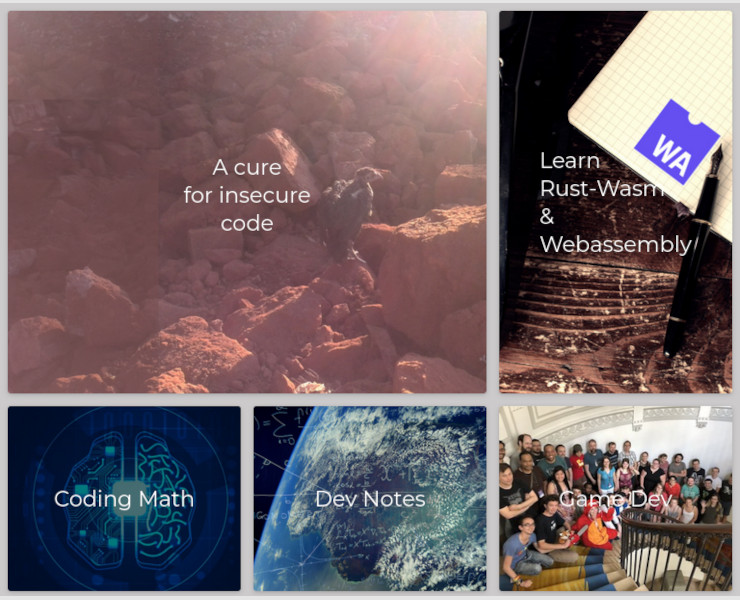 A cure
for insecure
code
WA
Learn
Rust-Wasm
&
Webassembly
Coding Math
Dev Notes
Game Dev